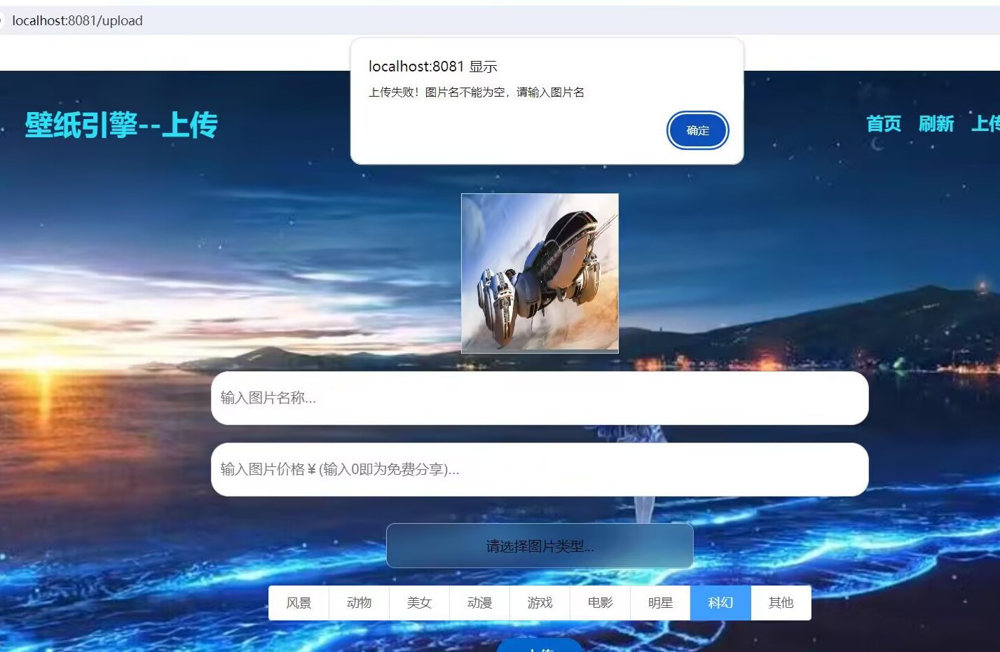 localhost:8081/upload
localhost:8081 显示
上传失败！图片名不能为空，请输入图片名
确定
壁纸引擎--上传
首页 刷新 上传
输入图片名称...
输入图片价格￥(输入0即为免费分享)...
请选择图片类型...
风景 动物 美女 动漫 游戏 电影 明星 科幻 其他
上传